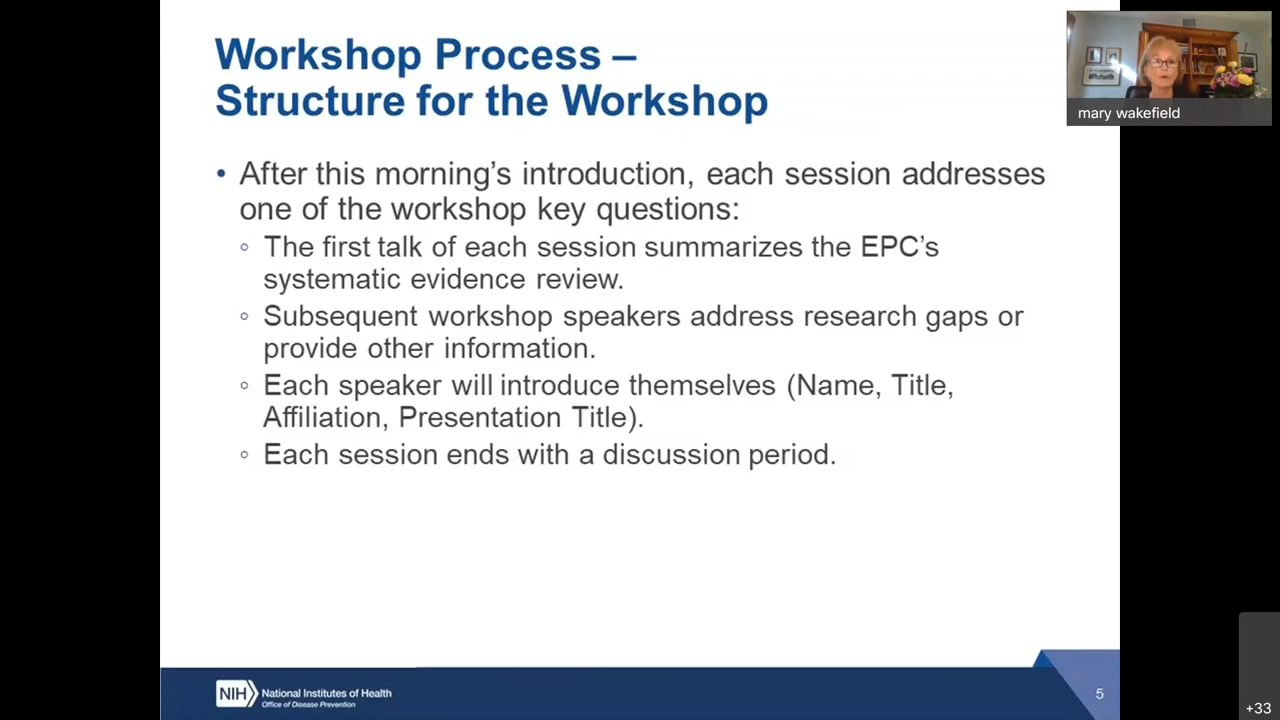 Workshop Process –
Structure for the Workshop
mary wakefield
• After this morning’s introduction, each session addresses
one of the workshop key questions:
◦ The first talk of each session summarizes the EPC’s
systematic evidence review.
◦ Subsequent workshop speakers address research gaps or
provide other information.
◦ Each speaker will introduce themselves (Name, Title,
Affiliation, Presentation Title).
◦ Each session ends with a discussion period.
NIH National Institutes of Health
Office of Disease Prevention
5
+33